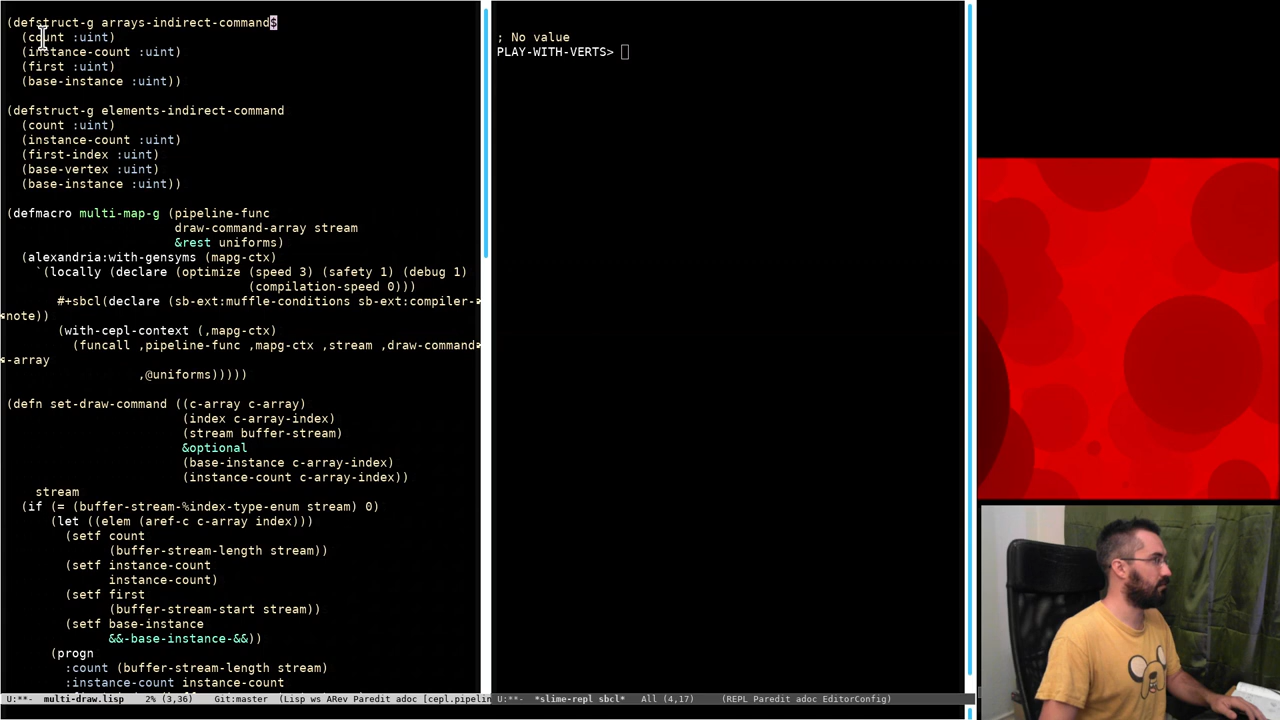 (defstruct-g arrays-indirect-command$
(count :uint)
(instance-count :uint)
(first :uint)
(base-instance :uint))
(defstruct-g elements-indirect-command
(count :uint)
(instance-count :uint)
(first-index :uint)
(base-vertex :uint)
(base-instance :uint))
(defmacro multi-map-g (pipeline-func
draw-command-array stream
&rest uniforms)
(alexandria:with-gensyms (mapg-ctx)
`(locally (declare (optimize (speed 3) (safety 1) (debug 1)
(compilation-speed 0)))
#+sbcl(declare (sb-ext:muffle-conditions sb-ext:compiler-
note))
(with-cepl-context (,mapg-ctx)
(funcall ,pipeline-func ,mapg-ctx ,stream ,draw-command
-array
,@uniforms)))))
(defn set-draw-command ((c-array c-array)
(index c-array-index)
(stream buffer-stream)
&optional
(base-instance c-array-index)
(instance-count c-array-index))
stream
(if (= (buffer-stream-%index-type-enum stream) 0)
(let ((elem (aref-c c-array index)))
(setf count
(buffer-stream-length stream))
(setf instance-count
instance-count)
(setf first
(buffer-stream-start stream))
(setf base-instance
&&-base-instance-&&))
(progn
:count (buffer-stream-length stream)
:instance-count instance-count
U:**- multi-draw.lisp 2% (3,36) Git:master (Lisp ws ARev Paredit adoc [cepl.pipelin
; No value
PLAY-WITH-VERTS>
U:**- *slime-repl sbcl* All (4,17) (REPL Paredit adoc EditorConfig)